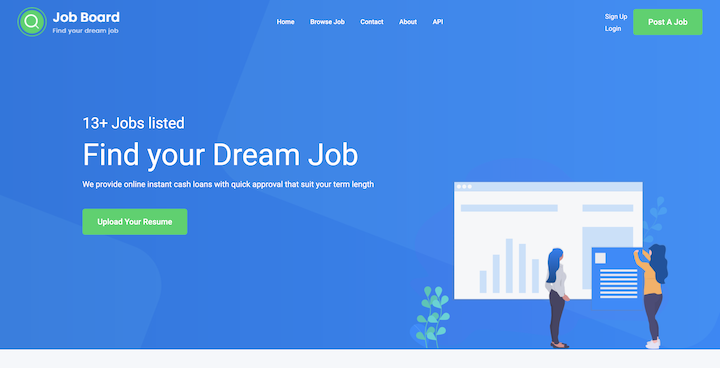 Job Board
Find your dream job
Home Browse Job Contact About API
Sign Up
Login
Post A Job
13+ Jobs listed
Find your Dream Job
We provide online instant cash loans with quick approval that suit your term length
Upload Your Resume